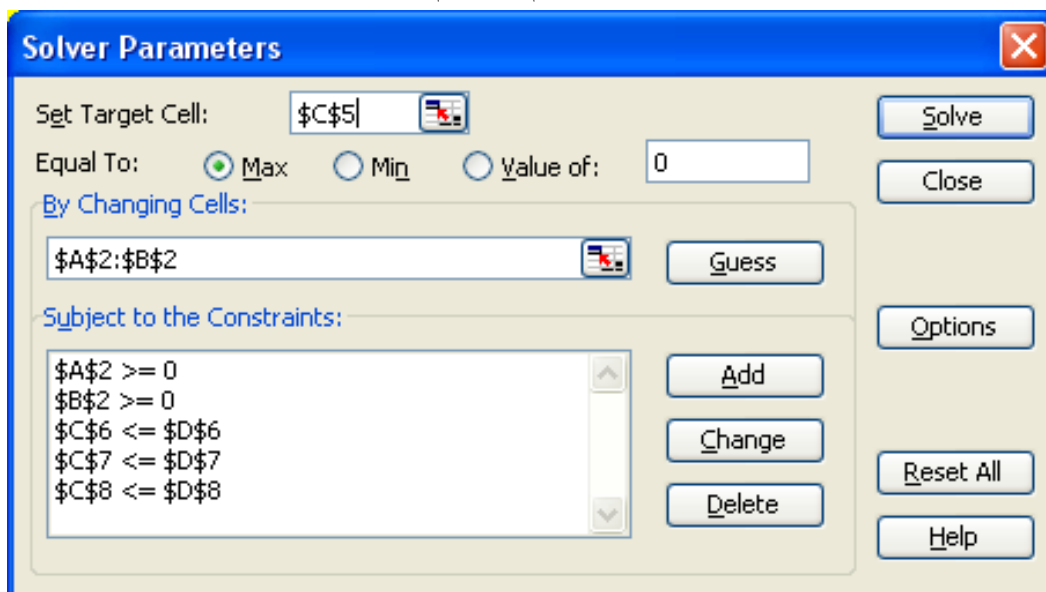 Solver Parameters
Set Target Cell: $C$5 Solve
Equal To: Max Min Value of: 0 Close
By Changing Cells:
$A$2:$B$2 Guess
Subject to the Constraints: Options
$A$2 >= 0 Add
$B$2 >= 0
$C$6 <= $D$6 Change
$C$7 <= $D$7 Reset All
$C$8 <= $D$8 Delete
Help